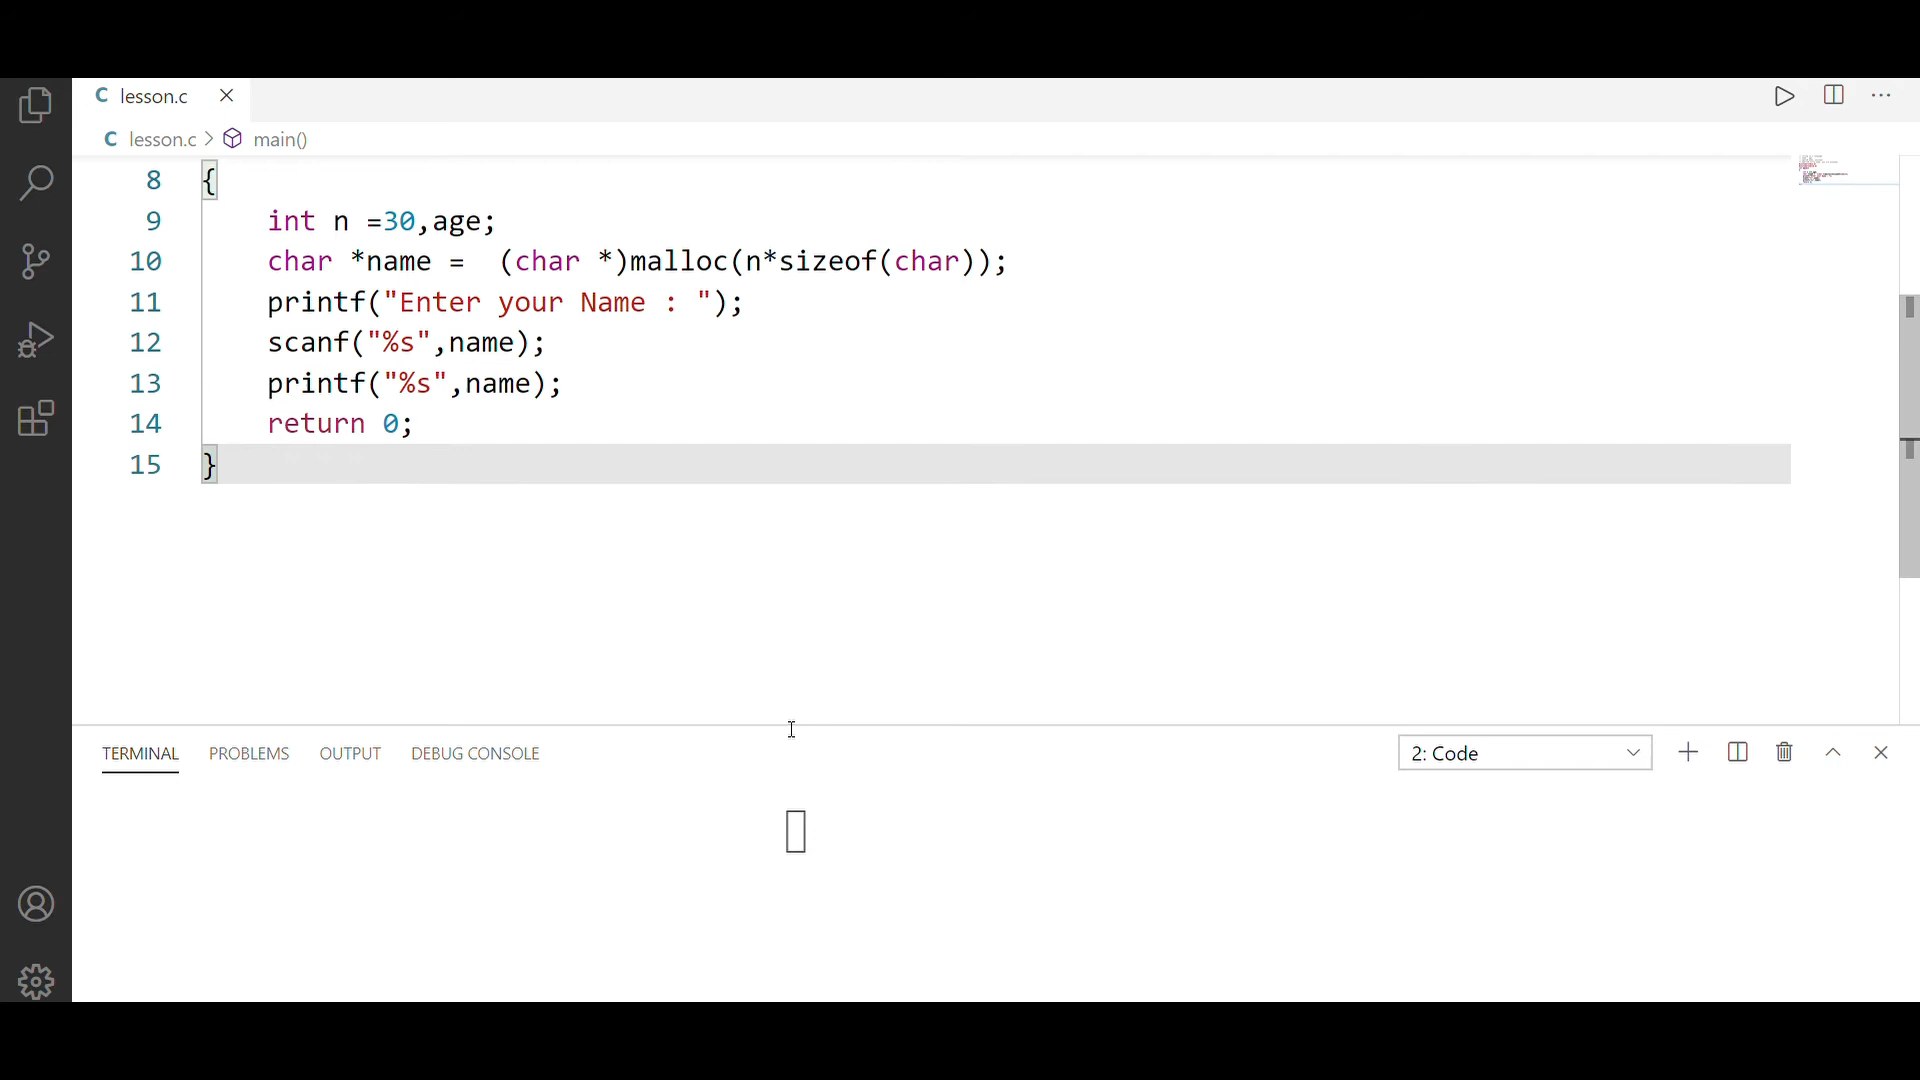 C lesson.c
C lesson.c > main()
8 {
9 int n =30,age;
10 char *name =  (char *)malloc(n*sizeof(char));
11 printf("Enter your Name : ");
12 scanf("%s",name);
13 printf("%s",name);
14 return 0;
15 }
TERMINAL PROBLEMS OUTPUT DEBUG CONSOLE 2: Code